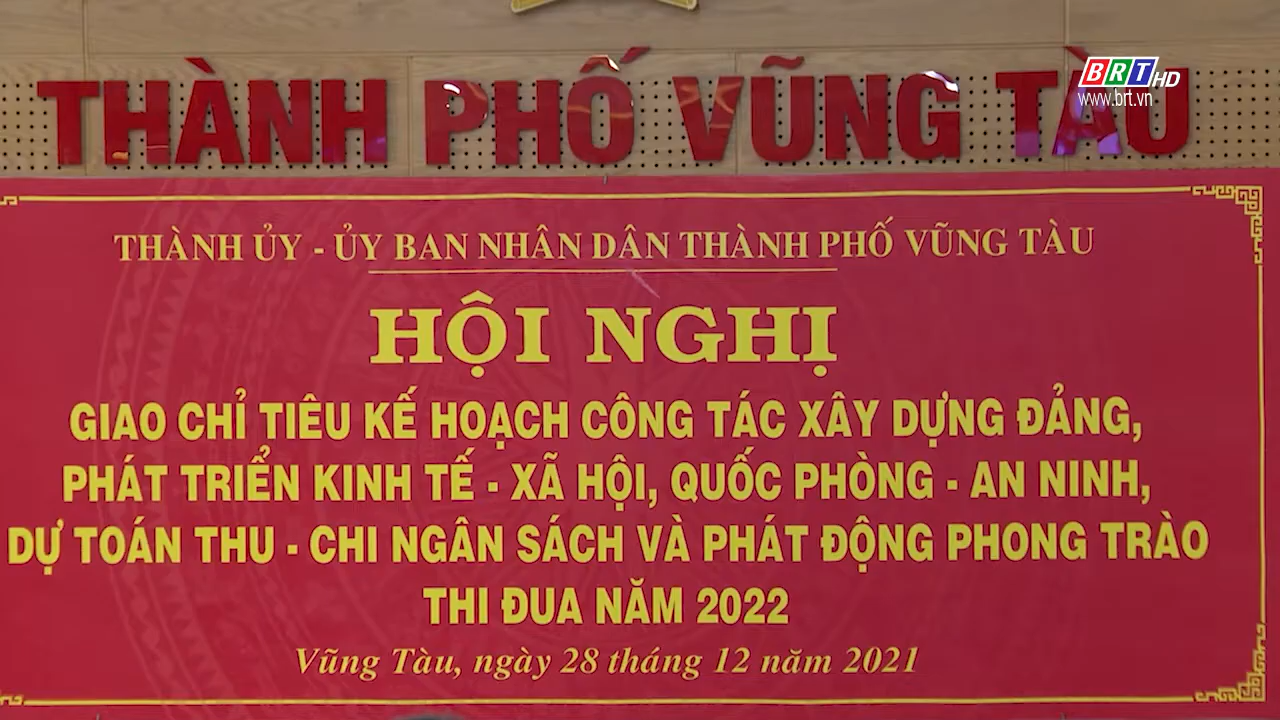 THÀNH PHỐ VŨNG TÀU
BRT HD
www.brt.vn
THÀNH ỦY - ỦY BAN NHÂN DÂN THÀNH PHỐ VŨNG TÀU
HỘI NGHỊ
GIAO CHỈ TIÊU KẾ HOẠCH CÔNG TÁC XÂY DỰNG ĐẢNG,
PHÁT TRIỂN KINH TẾ - XÃ HỘI, QUỐC PHÒNG - AN NINH,
DỰ TOÁN THU - CHI NGÂN SÁCH VÀ PHÁT ĐỘNG PHONG TRÀO
THI ĐUA NĂM 2022
Vũng Tàu, ngày 28 tháng 12 năm 2021